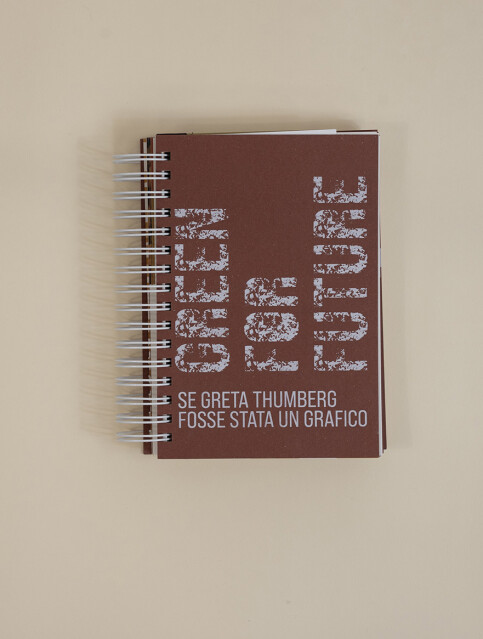 GREEN
FOR
FUTURE
SE GRETA THUMBERG
FOSSE STATA UN GRAFICO